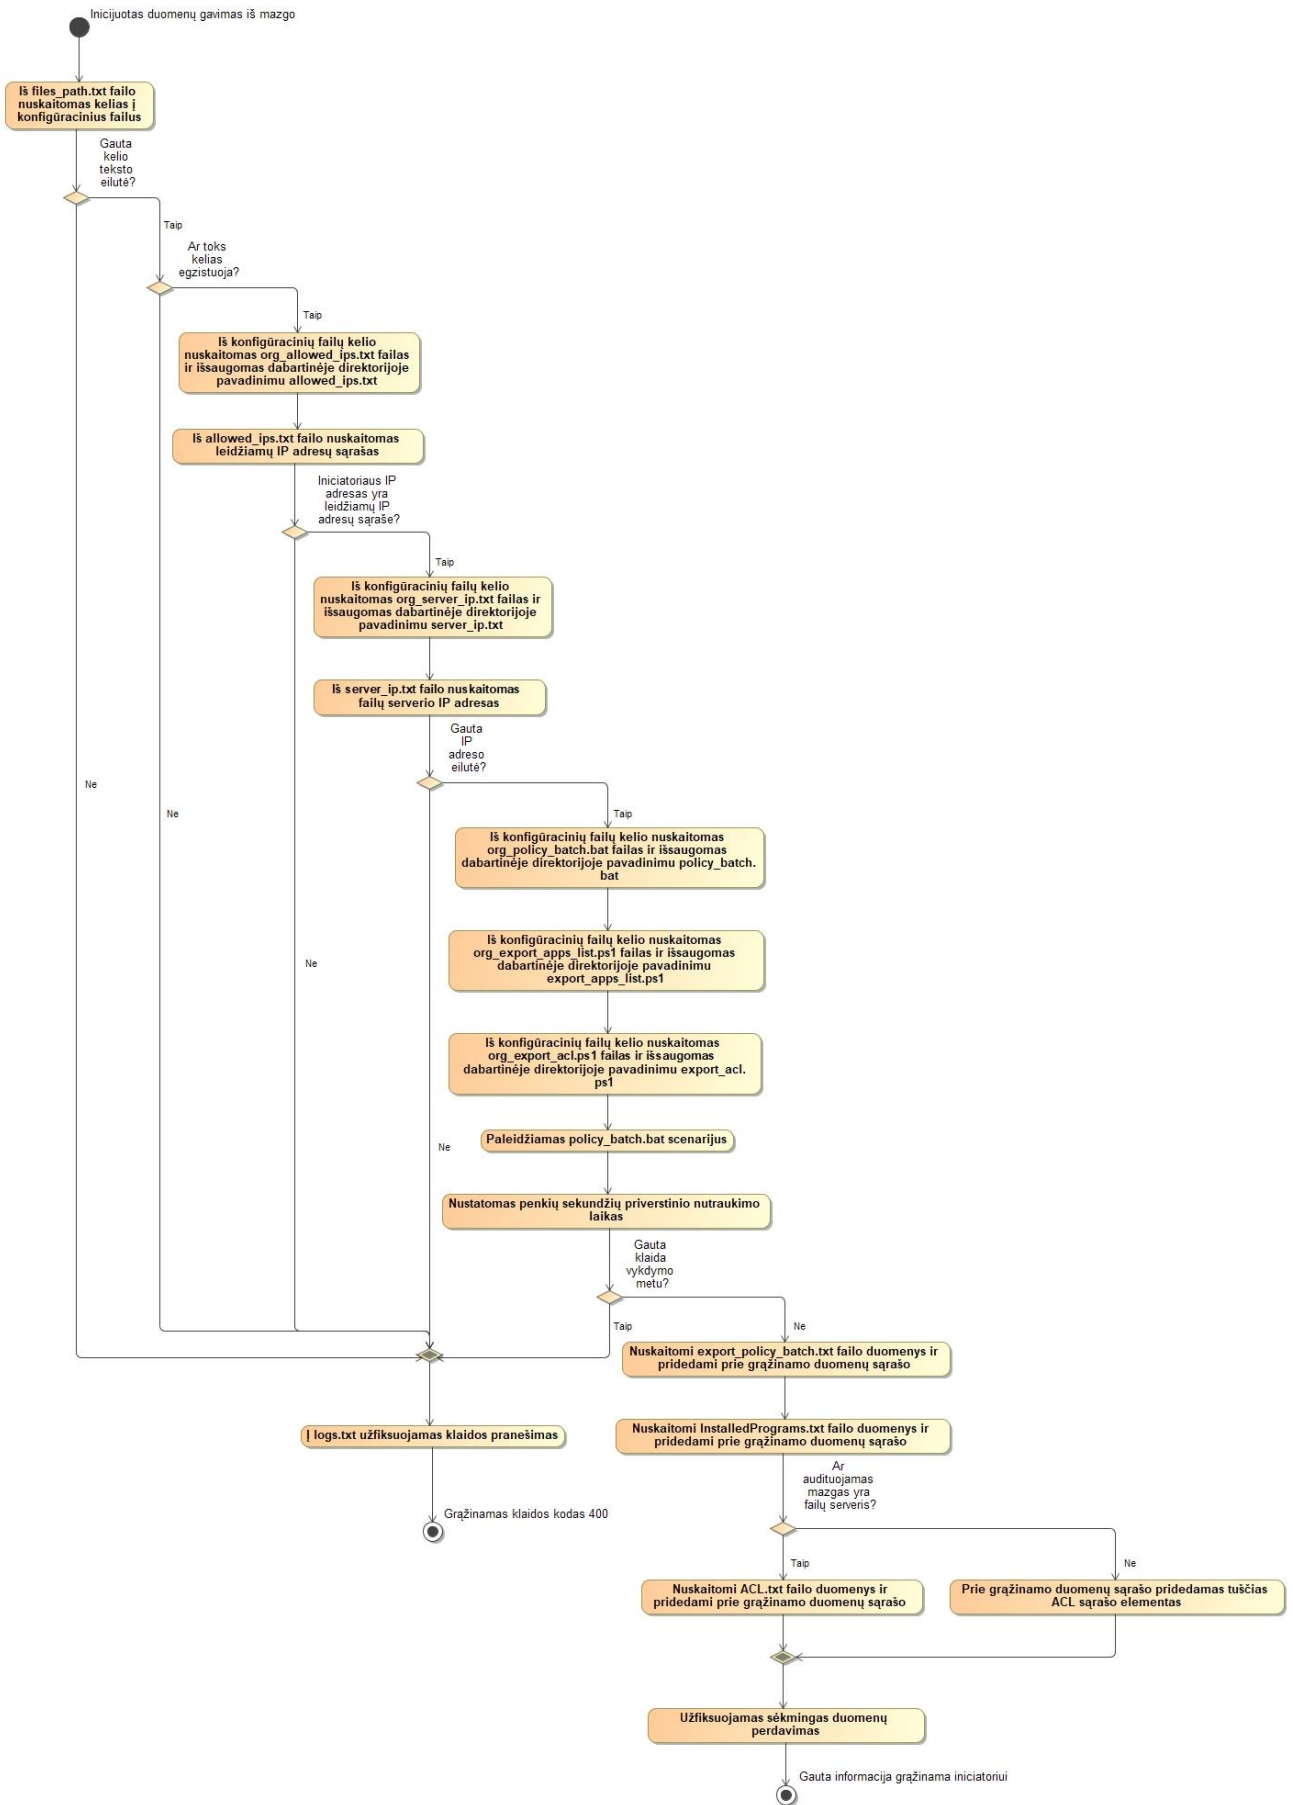 Inicijuotas duomenų gavimas iš mazgo
Iš files_path.txt failo
nuskaitomas kelias į
konfigūracinius failus
Gauta
kelio
teksto
eilutė?
Taip
Ar toks
kelias
egzistuoja?
Taip
Iš konfigūracinių failų kelio
nuskaitomas org_allowed_ips.txt failas
ir išsaugomas dabartinėje direktorijoje
pavadinimu allowed_ips.txt
Iš allowed_ips.txt failo nuskaitomas
leidžiamų IP adresų sąrašas
Iniciatoriaus IP
adresas yra
leidžiamų IP
adresų sąraše?
Taip
Iš konfigūracinių failų kelio
nuskaitomas org_server_ip.txt failas ir
išsaugomas dabartinėje direktorijoje
pavadinimu server_ip.txt
Iš server_ip.txt failo nuskaitomas
failų serverio IP adresas
Gauta
IP
adreso
eilutė?
Ne
Ne
Taip
Iš konfigūracinių failų kelio nuskaitomas
org_policy_batch.bat failas ir išsaugomas
dabartinėje direktorijoje pavadinimu policy_batch.
bat
Iš konfigūracinių failų kelio nuskaitomas
org_export_apps_list.ps1 failas ir išsaugomas
dabartinėje direktorijoje pavadinimu
export_apps_list.ps1
Ne
Iš konfigūracinių failų kelio nuskaitomas
org_export_acl.ps1 failas ir išsaugomas
dabartinėje direktorijoje pavadinimu export_acl.
ps1
Paleidžiamas policy_batch.bat scenarijus
Ne
Nustatomas penkių sekundžių priverstinio nutraukimo
laikas
Gauta
klaida
vykdymo
metu?
Taip
Ne
Nuskaitomi export_policy_batch.txt failo duomenys ir
pridedami prie grąžinamo duomenų sąrašo
Į logs.txt užfiksuojamas klaidos pranešimas
Nuskaitomi InstalledPrograms.txt failo duomenys ir
pridedami prie grąžinamo duomenų sąrašo
Ar
audituojamas
mazgas yra
failų serveris?
Grąžinamas klaidos kodas 400
Taip
Ne
Nuskaitomi ACL.txt failo duomenys ir
pridedami prie grąžinamo duomenų sąrašo
Prie grąžinamo duomenų sąrašo pridedamas tuščias
ACL sąrašo elementas
Užfiksuojamas sėkmingas duomenų
perdavimas
Gauta informacija grąžinama iniciatoriui